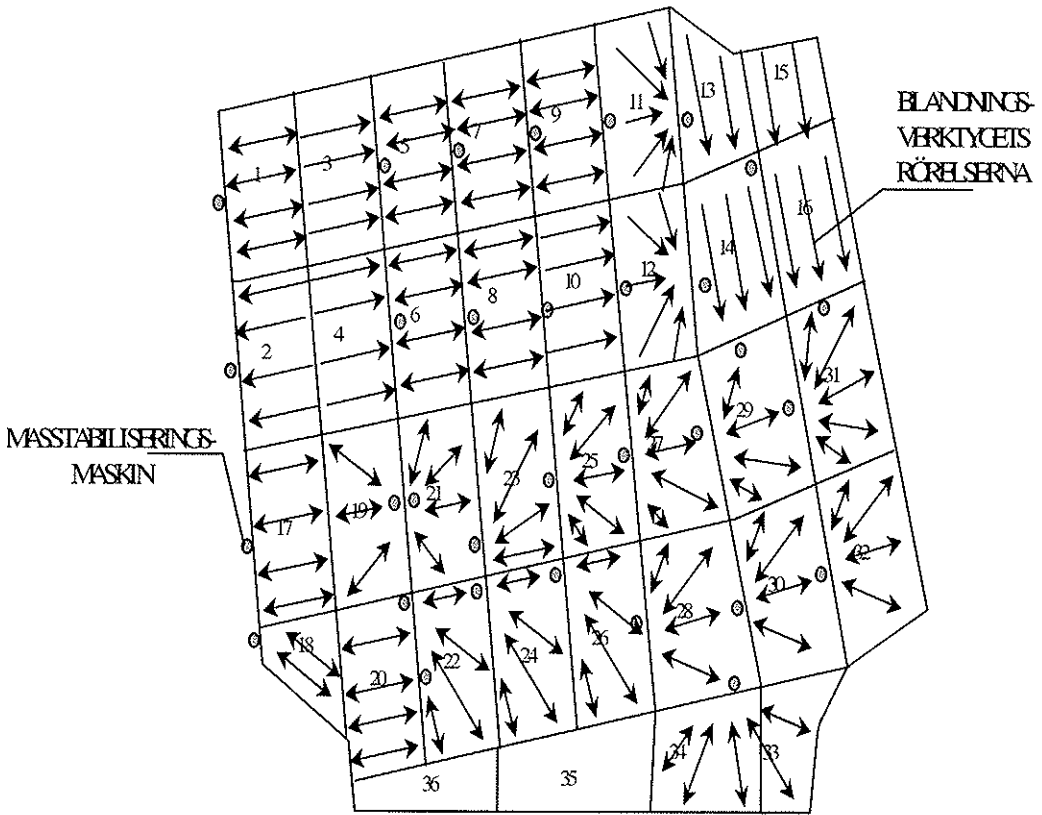 BLANDNINGS-
VERKTYGETS
RÖRELSERNA
MASSTABILISERINGS-
MASKIN
1 3 5 7 9 11 13 15
2 4 6 8 10 12 14 16
17 19 21 23 25 27 29 31
18 20 22 24 26 28 30 32
36 35 34 33